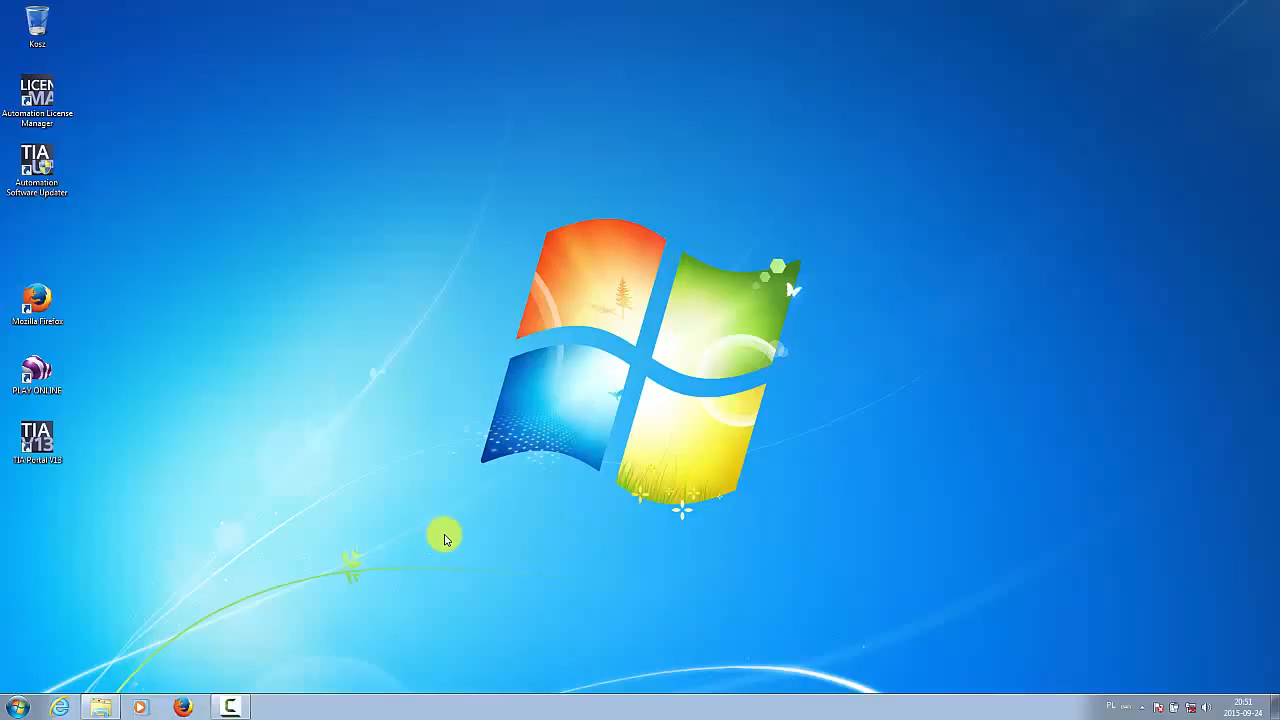 Kosz
LICEN
MA
Automation License
Manager
TIA
Automation
Software Updater
Mozilla Firefox
PLAY ONLINE
TIA
V13
TIA Portal V13
PL
20:51
2015-09-24